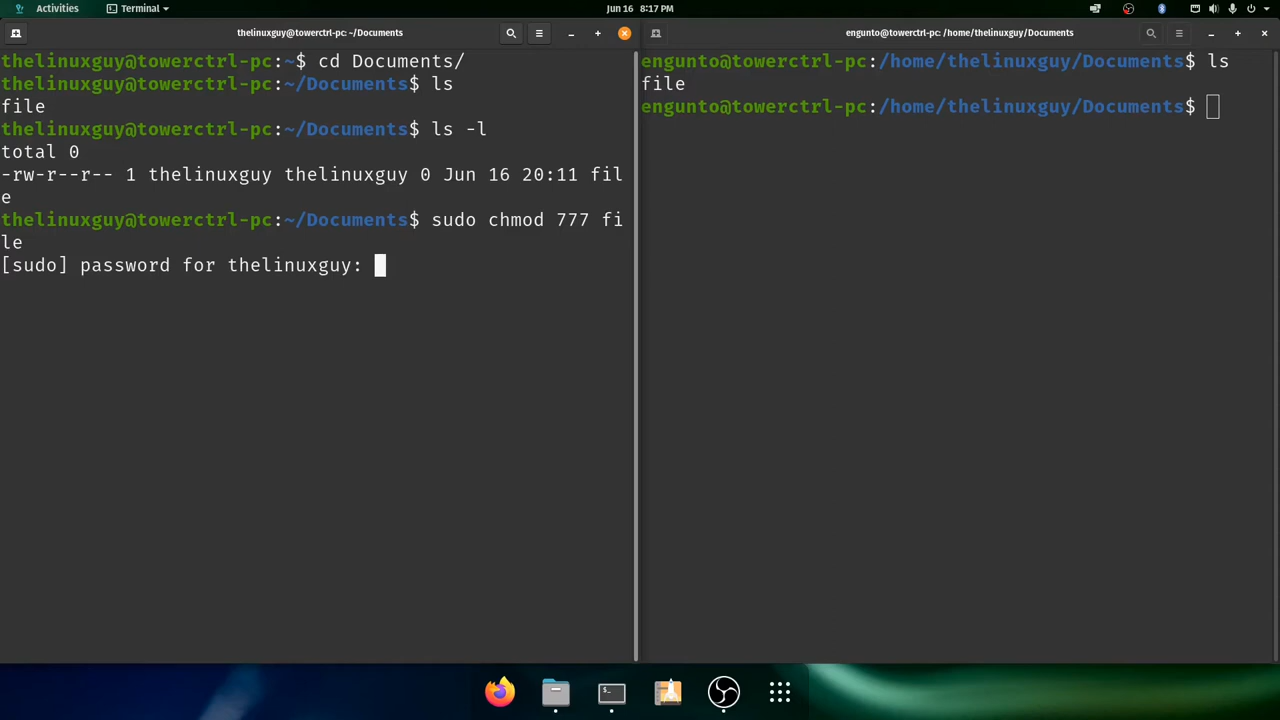 Activities Terminal Jun 16 8:17 PM
thelinuxguy@towerctrl-pc: ~/Documents
thelinuxguy@towerctrl-pc:~$ cd Documents/
thelinuxguy@towerctrl-pc:~/Documents$ ls
file
thelinuxguy@towerctrl-pc:~/Documents$ ls -l
total 0
-rw-r--r-- 1 thelinuxguy thelinuxguy 0 Jun 16 20:11 fil
e
thelinuxguy@towerctrl-pc:~/Documents$ sudo chmod 777 fi
le
[sudo] password for thelinuxguy:
engunto@towerctrl-pc: /home/thelinuxguy/Documents
engunto@towerctrl-pc:/home/thelinuxguy/Documents$ ls
file
engunto@towerctrl-pc:/home/thelinuxguy/Documents$